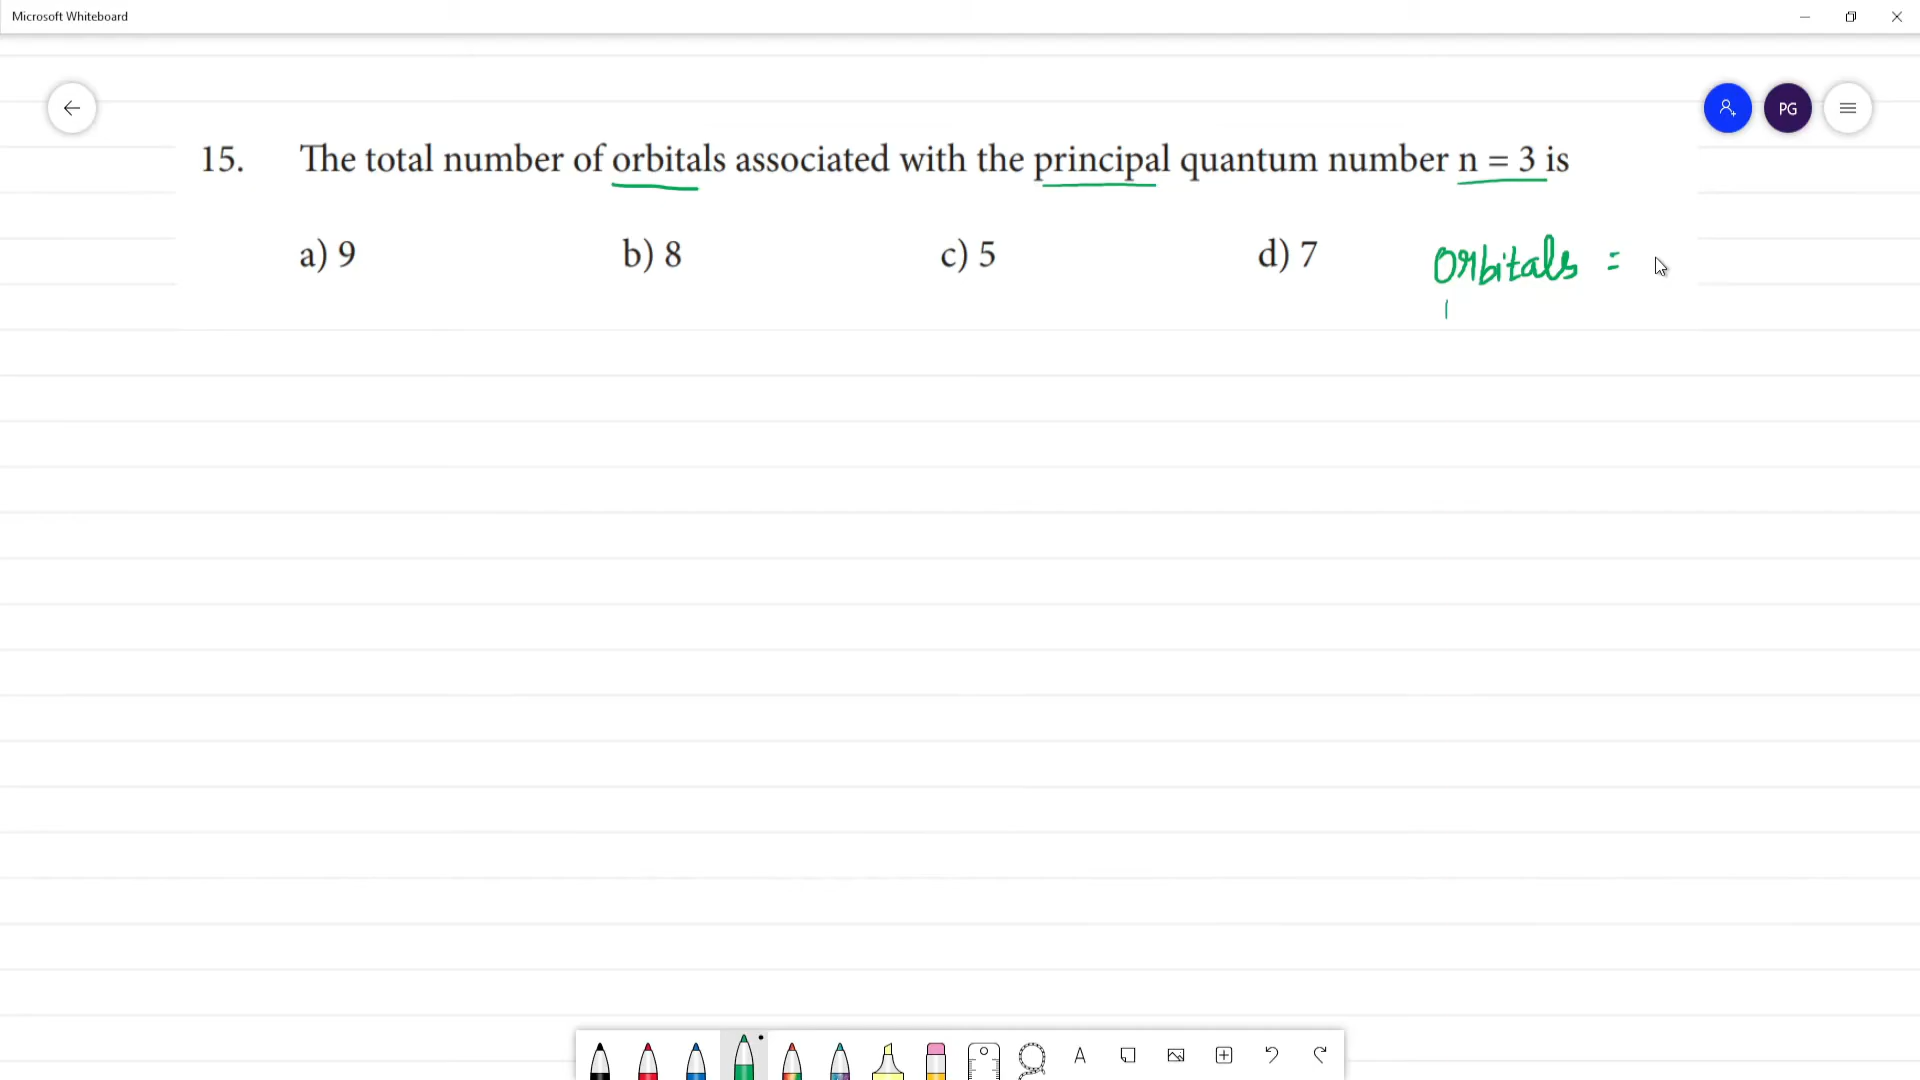 Microsoft Whiteboard
PG
15. The total number of orbitals associated with the principal quantum number n = 3 is
a) 9 b) 8 c) 5 d) 7
Orbitals =
A